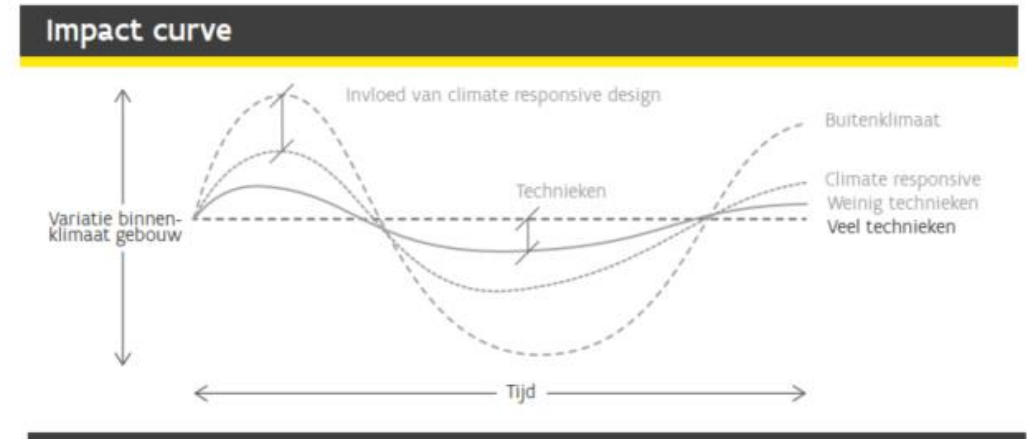 Impact curve
Invloed van climate responsive design
Buitenklimaat
Technieken
Climate responsive
Weinig technieken
Veel technieken
Variatie binnen-
klimaat gebouw
Tijd